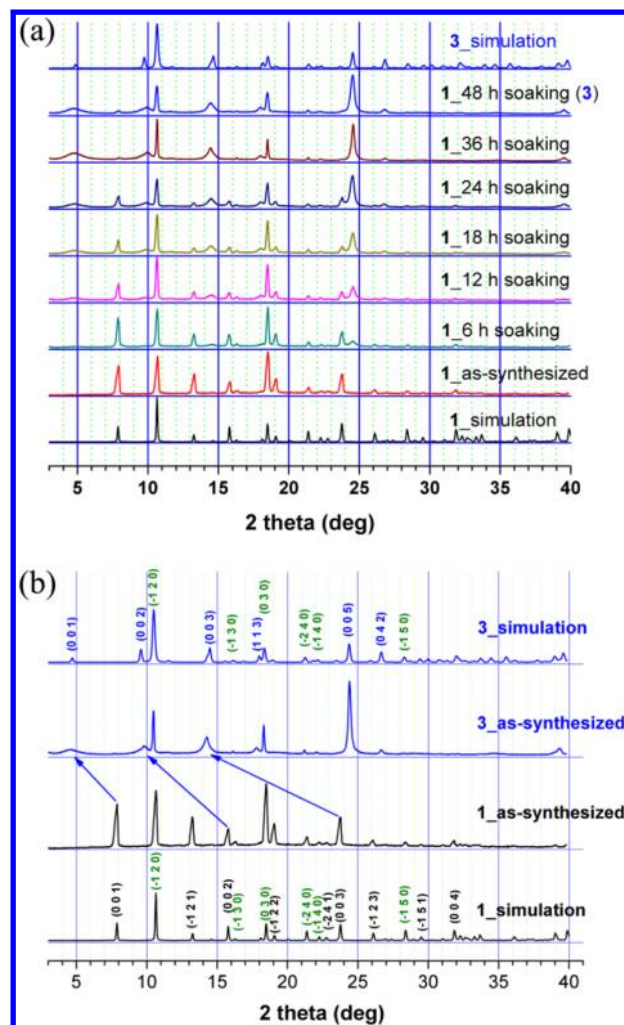 (a)
3_simulation
1_48 h soaking (3)
1_36 h soaking
1_24 h soaking
1_18 h soaking
1_12 h soaking
1_6 h soaking
1_as-synthesized
1_simulation
5 10 15 20 25 30 35 40
2 theta (deg)
(b)
(0 0 1) (0 0 2) (-1 2 0) (0 0 3) (-1 3 0) (1 1 3) (0 3 0) (-2 4 0) (-1 4 0) (0 0 5) (0 4 2) (-1 5 0)
3_simulation
3_as-synthesized
1_as-synthesized
1_simulation
(0 0 1) (-1 2 0) (-1 2 1) (0 0 2) (-1 3 0) (0 3 0) (-1 2 2) (-2 4 0) (-1 4 0) (-2 4 1) (0 0 3) (-1 2 3) (-1 5 0) (-1 5 1) (0 0 4)
5 10 15 20 25 30 35 40
2 theta (deg)